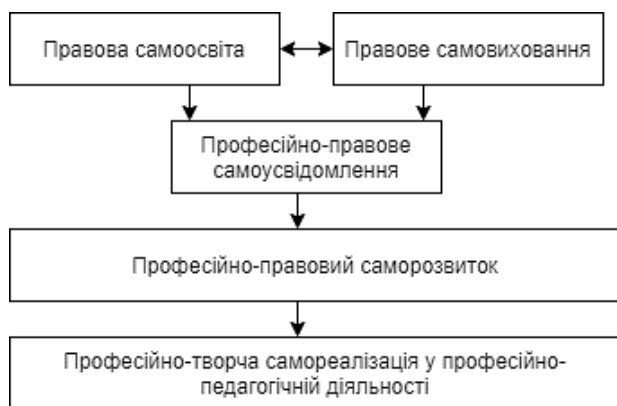 Правова самоосвіта
Правове самовиховання
Професійно-правове
самоусвідомлення
Професійно-правовий саморозвиток
Професійно-творча самореалізація у професійно-
педагогічній діяльності